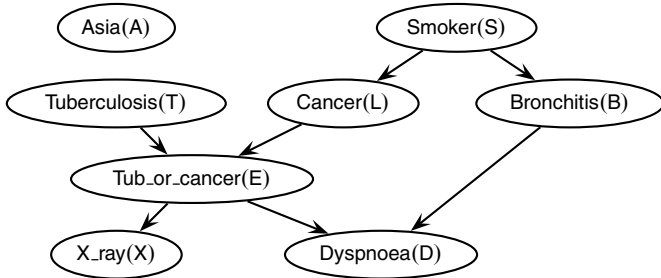 Asia(A)
Smoker(S)
Tuberculosis(T)
Cancer(L)
Bronchitis(B)
Tub_or_cancer(E)
X_ray(X)
Dyspnoea(D)